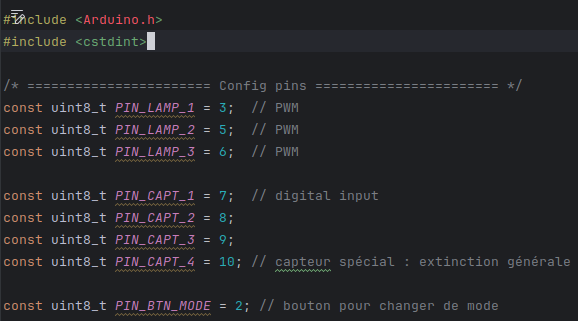 #include <Arduino.h>
#include <cstdint>
/* ======================= Config pins ======================= */
const uint8_t PIN_LAMP_1 = 3;  // PWM
const uint8_t PIN_LAMP_2 = 5;  // PWM
const uint8_t PIN_LAMP_3 = 6;  // PWM
const uint8_t PIN_CAPT_1 = 7;  // digital input
const uint8_t PIN_CAPT_2 = 8;
const uint8_t PIN_CAPT_3 = 9;
const uint8_t PIN_CAPT_4 = 10; // capteur spécial : extinction générale
const uint8_t PIN_BTN_MODE = 2; // bouton pour changer de mode